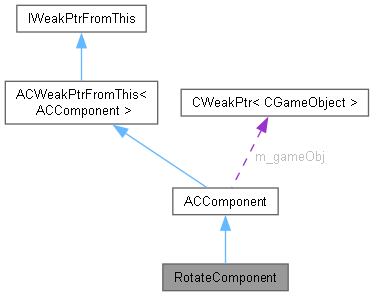 IWeakPtrFromThis
ACWeakPtrFromThis<
ACComponent >
CWeakPtr< CGameObject >
m_gameObj
ACComponent
RotateComponent